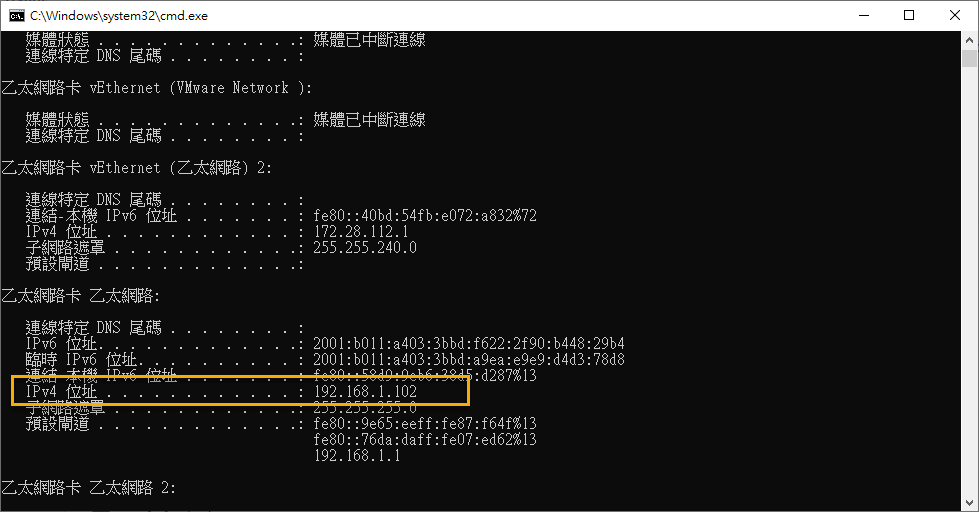 C:\Windows\system32\cmd.exe
媒體狀態 . . . . . . . . . . . . .: 媒體已中斷連線
連線特定 DNS 尾碼 . . . . . . . . :
乙太網路卡 vEthernet (VMware Network ):
媒體狀態 . . . . . . . . . . . . .: 媒體已中斷連線
連線特定 DNS 尾碼 . . . . . . . . :
乙太網路卡 vEthernet (乙太網路) 2:
連線特定 DNS 尾碼 . . . . . . . . :
連結-本機 IPv6 位址 . . . . . . . : fe80::40bd:54fb:e072:a832%72
IPv4 位址 . . . . . . . . . . . . : 172.28.112.1
子網路遮罩 . . . . . . . . . . . .: 255.255.240.0
預設閘道 . . . . . . . . . . . . .:
乙太網路卡 乙太網路:
連線特定 DNS 尾碼 . . . . . . . . :
IPv6 位址. . . . . . . . . . . . .: 2001:b011:a403:3bbd:f622:2f90:b448:29b4
臨時 IPv6 位址. . . . . . . . . . : 2001:b011:a403:3bbd:a9ea:e9e9:d4d3:78d8
連結-本機 IPv6 位址 . . . . . . . : fe80::58d9:9eb6:38d5:d287%13
IPv4 位址 . . . . . . . . . . . . : 192.168.1.102
子網路遮罩 . . . . . . . . . . . .: 255.255.255.0
預設閘道 . . . . . . . . . . . . .: fe80::9e65:eeff:fe87:f64f%13
fe80::76da:daff:fe07:ed62%13
192.168.1.1
乙太網路卡 乙太網路 2: